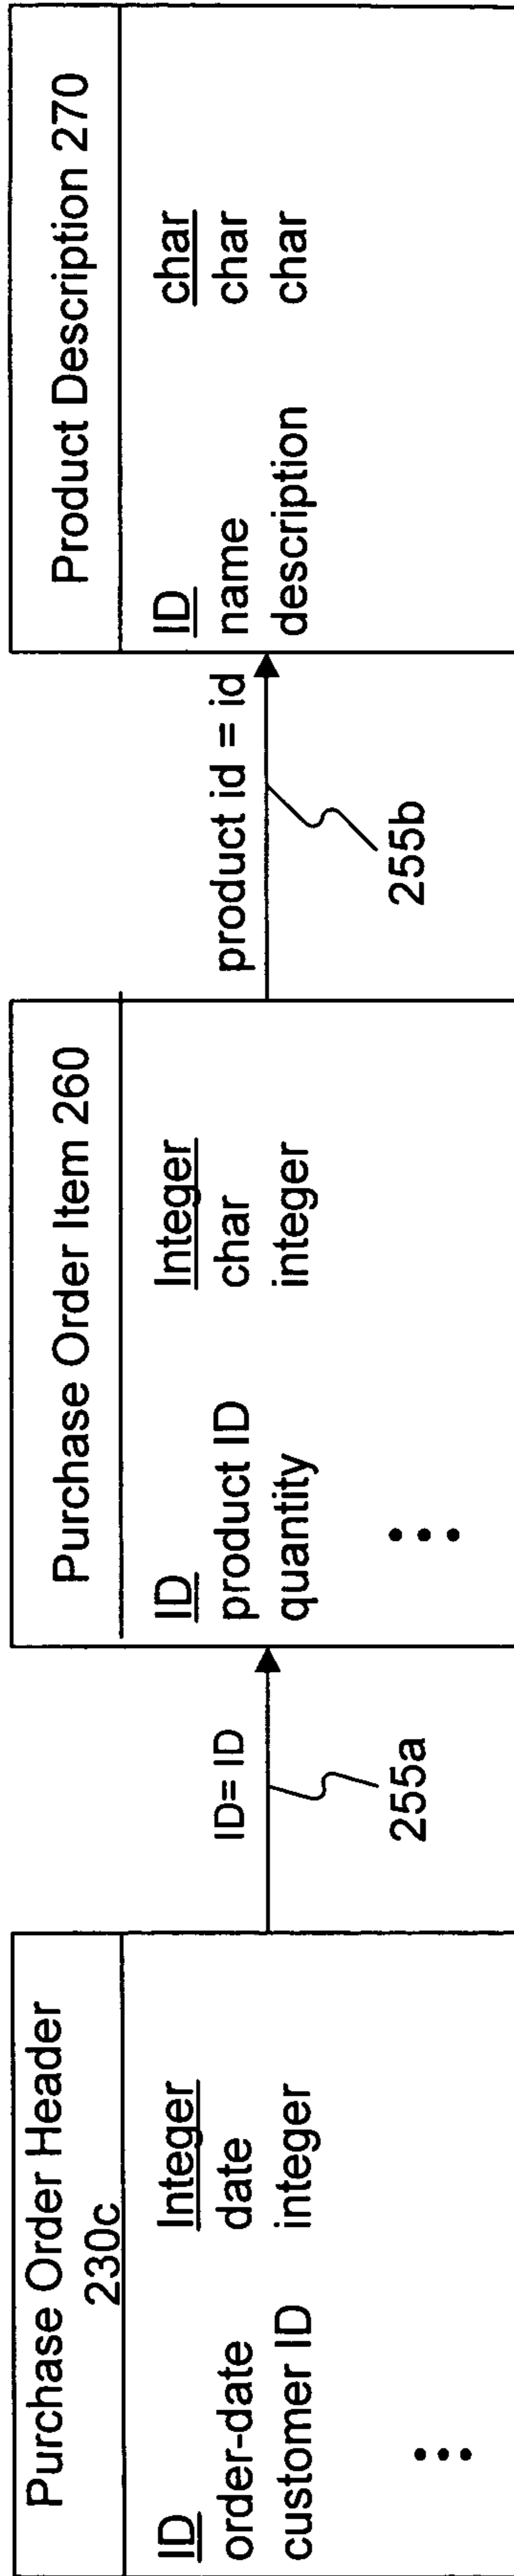 Purchase Order Header
230c
ID Integer
order-date date
customer ID integer
...
ID= ID
255a
Purchase Order Item 260
ID Integer
product ID char
quantity integer
...
product id = id
255b
Product Description 270
ID char
name char
description char